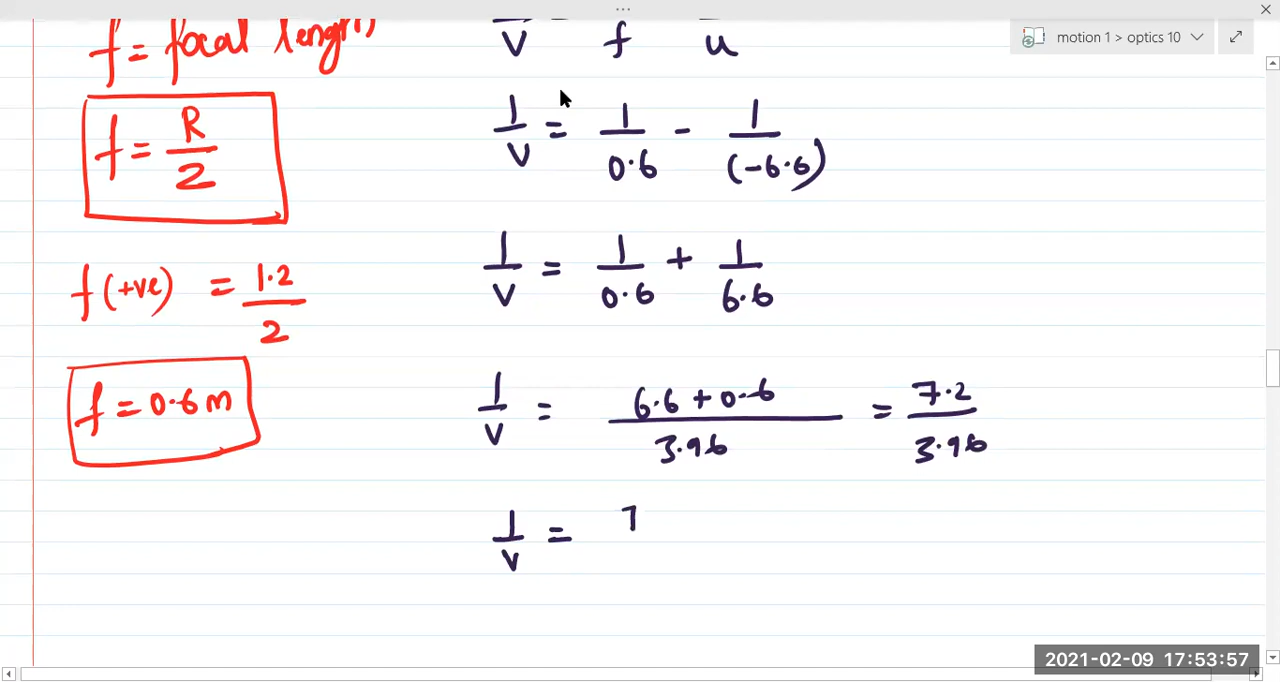 motion 1 > optics 10
f = focal length
v f u
f = R/2
1/v = 1/0.6 - 1/(-6.6)
f (+ve) = 1.2/2
1/v = 1/0.6 + 1/6.6
f = 0.6 m
1/v = 6.6 + 0.6/3.96 = 7.2/3.96
1/v = 7
2021-02-09 17:53:57